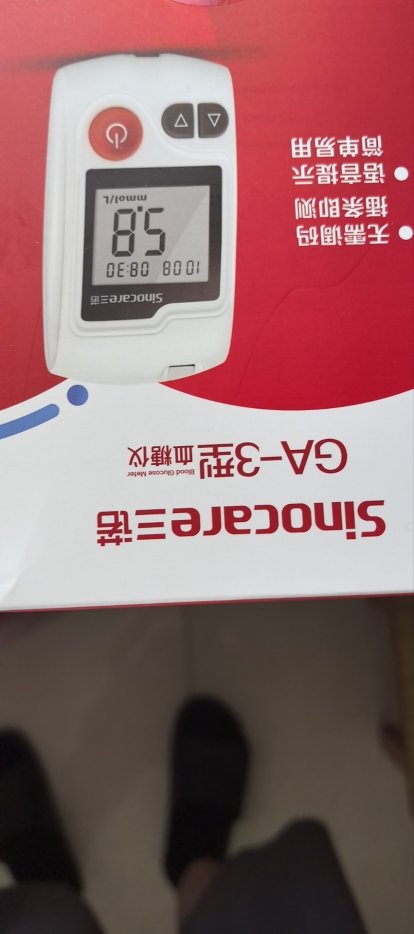 Sinocare三诺
GA-3型 血糖仪
Blood Glucose Meter
无需调码
插条即测
语音提示
简单易用
Sinocare三诺
1008 08:30
5.8
mmol/L